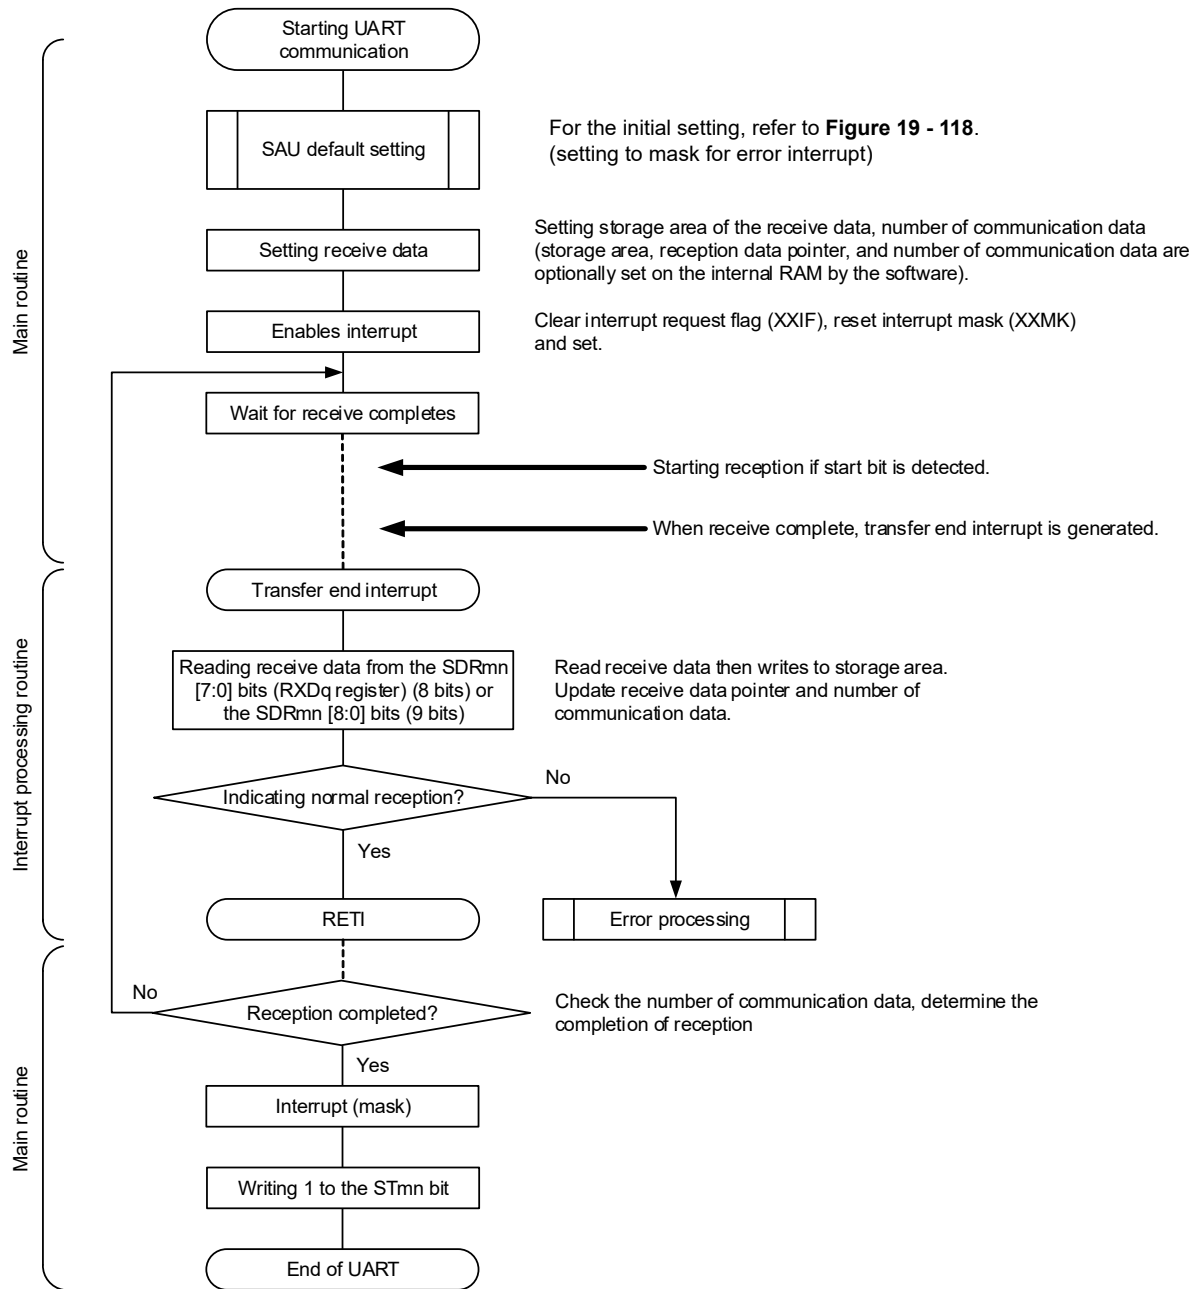 Starting UART
communication
SAU default setting
For the initial setting, refer to Figure 19 - 118.
(setting to mask for error interrupt)
Main routine
Setting receive data
Setting storage area of the receive data, number of communication data
(storage area, reception data pointer, and number of communication data are
optionally set on the internal RAM by the software).
Enables interrupt
Clear interrupt request flag (XXIF), reset interrupt mask (XXMK)
and set.
Wait for receive completes
Starting reception if start bit is detected.
When receive complete, transfer end interrupt is generated.
Transfer end interrupt
Interrupt processing routine
Reading receive data from the SDRmn
[7:0] bits (RXDq register) (8 bits) or
the SDRmn [8:0] bits (9 bits)
Read receive data then writes to storage area.
Update receive data pointer and number of
communication data.
Indicating normal reception?
No
Yes
RETI
Error processing
Main routine
No
Reception completed?
Check the number of communication data, determine the
completion of reception
Yes
Interrupt (mask)
Writing 1 to the STmn bit
End of UART